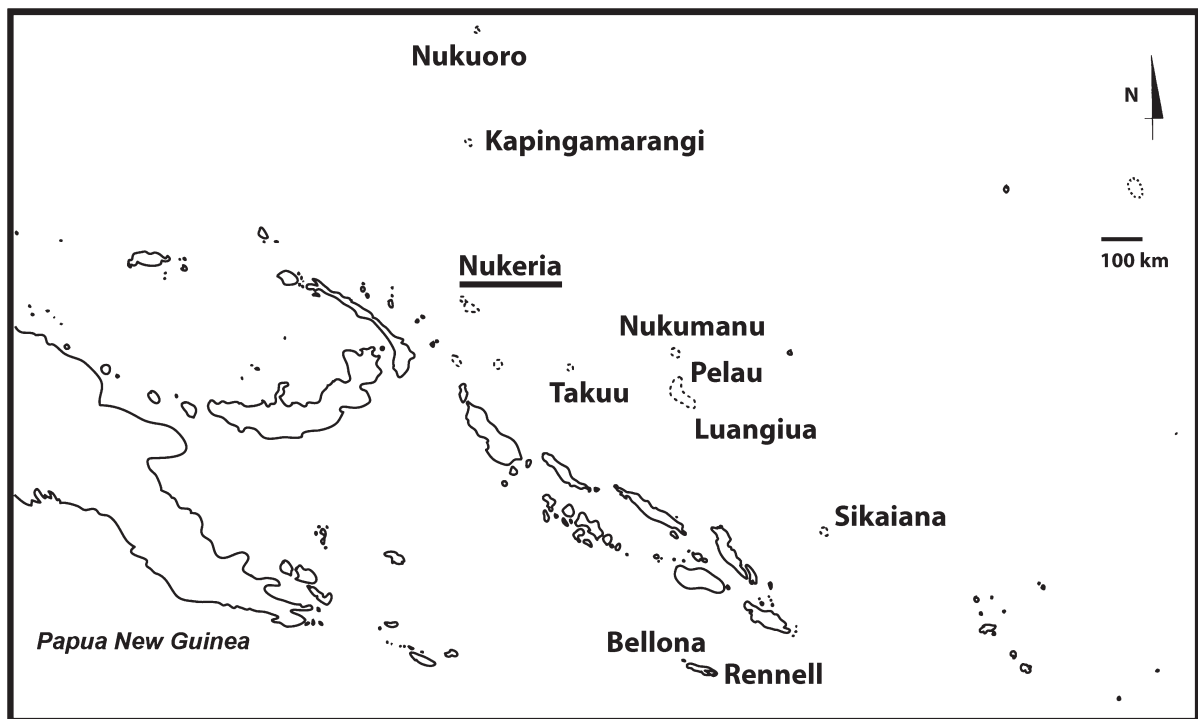 Nukuoro
N
Kapingamarangi
100 km
Nukeria
Nukumanu
Pelau
Takuu
Luangiua
Sikaiana
Papua New Guinea
Bellona
Rennell